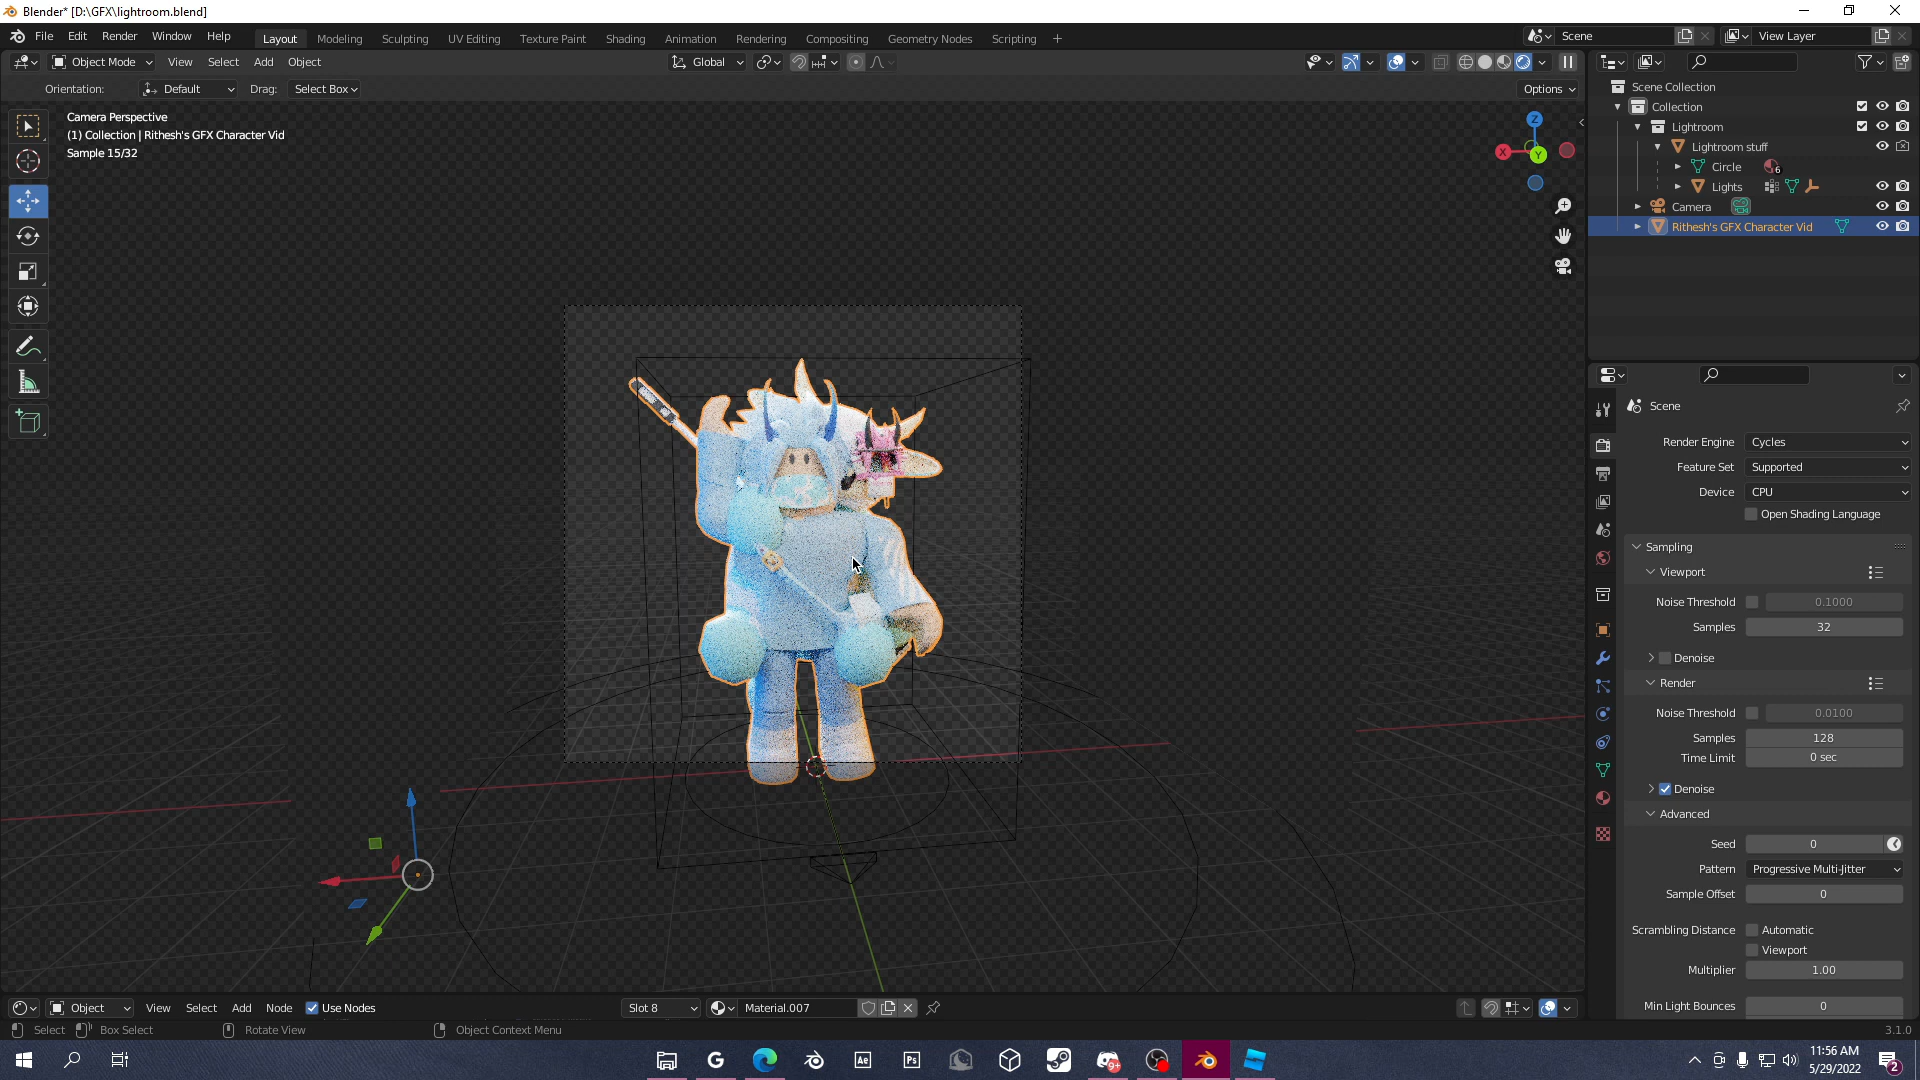 Blender* [D:\GFX\lightroom.blend]
File Edit Render Window Help Layout Modeling Sculpting UV Editing Texture Paint Shading Animation Rendering Compositing Geometry Nodes Scripting + Scene View Layer
Object Mode View Select Add Object Global
Orientation: Default Drag: Select Box Options
Camera Perspective
(1) Collection | Rithesh's GFX Character Vid
Sample 15/32
Z
X
Y
Scene Collection
Collection
Lightroom
Lightroom stuff
Circle 6
Lights
Camera
Rithesh's GFX Character Vid
Scene
Render Engine Cycles
Feature Set Supported
Device CPU
Open Shading Language
Sampling
Viewport
Noise Threshold 0.1000
Samples 32
Denoise
Render
Noise Threshold 0.0100
Samples 128
Time Limit 0 sec
Denoise
Advanced
Seed 0
Pattern Progressive Multi-Jitter
Sample Offset 0
Scrambling Distance Automatic
Viewport
Multiplier 1.00
Min Light Bounces 0
Object View Select Add Node Use Nodes Slot 8 Material.007
Select Box Select Rotate View Object Context Menu 3.1.0
G Ae Ps 9+ 11:56 AM
5/29/2022 2